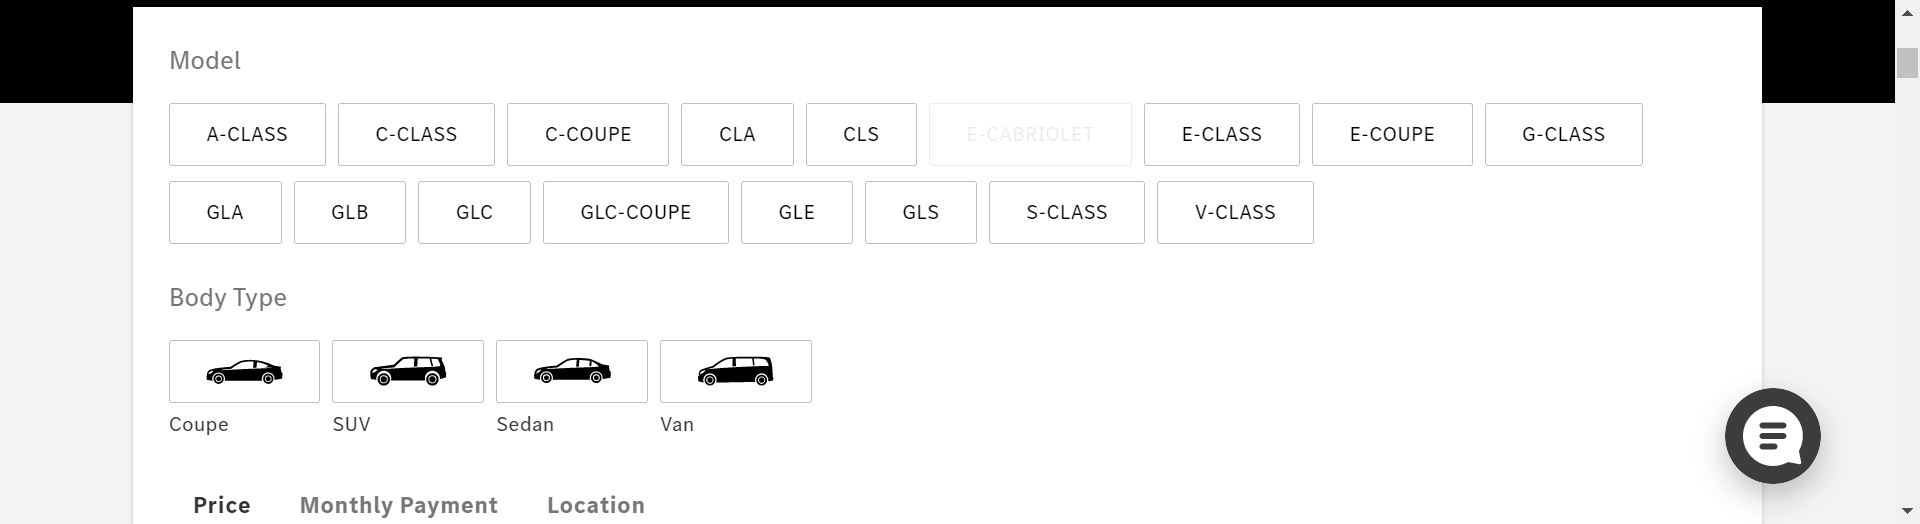 Model
A-CLASS C-CLASS C-COUPE CLA CLS E-CABRIOLET E-CLASS E-COUPE G-CLASS
GLA GLB GLC GLC-COUPE GLE GLS S-CLASS V-CLASS
Body Type
Coupe SUV Sedan Van
Price Monthly Payment Location